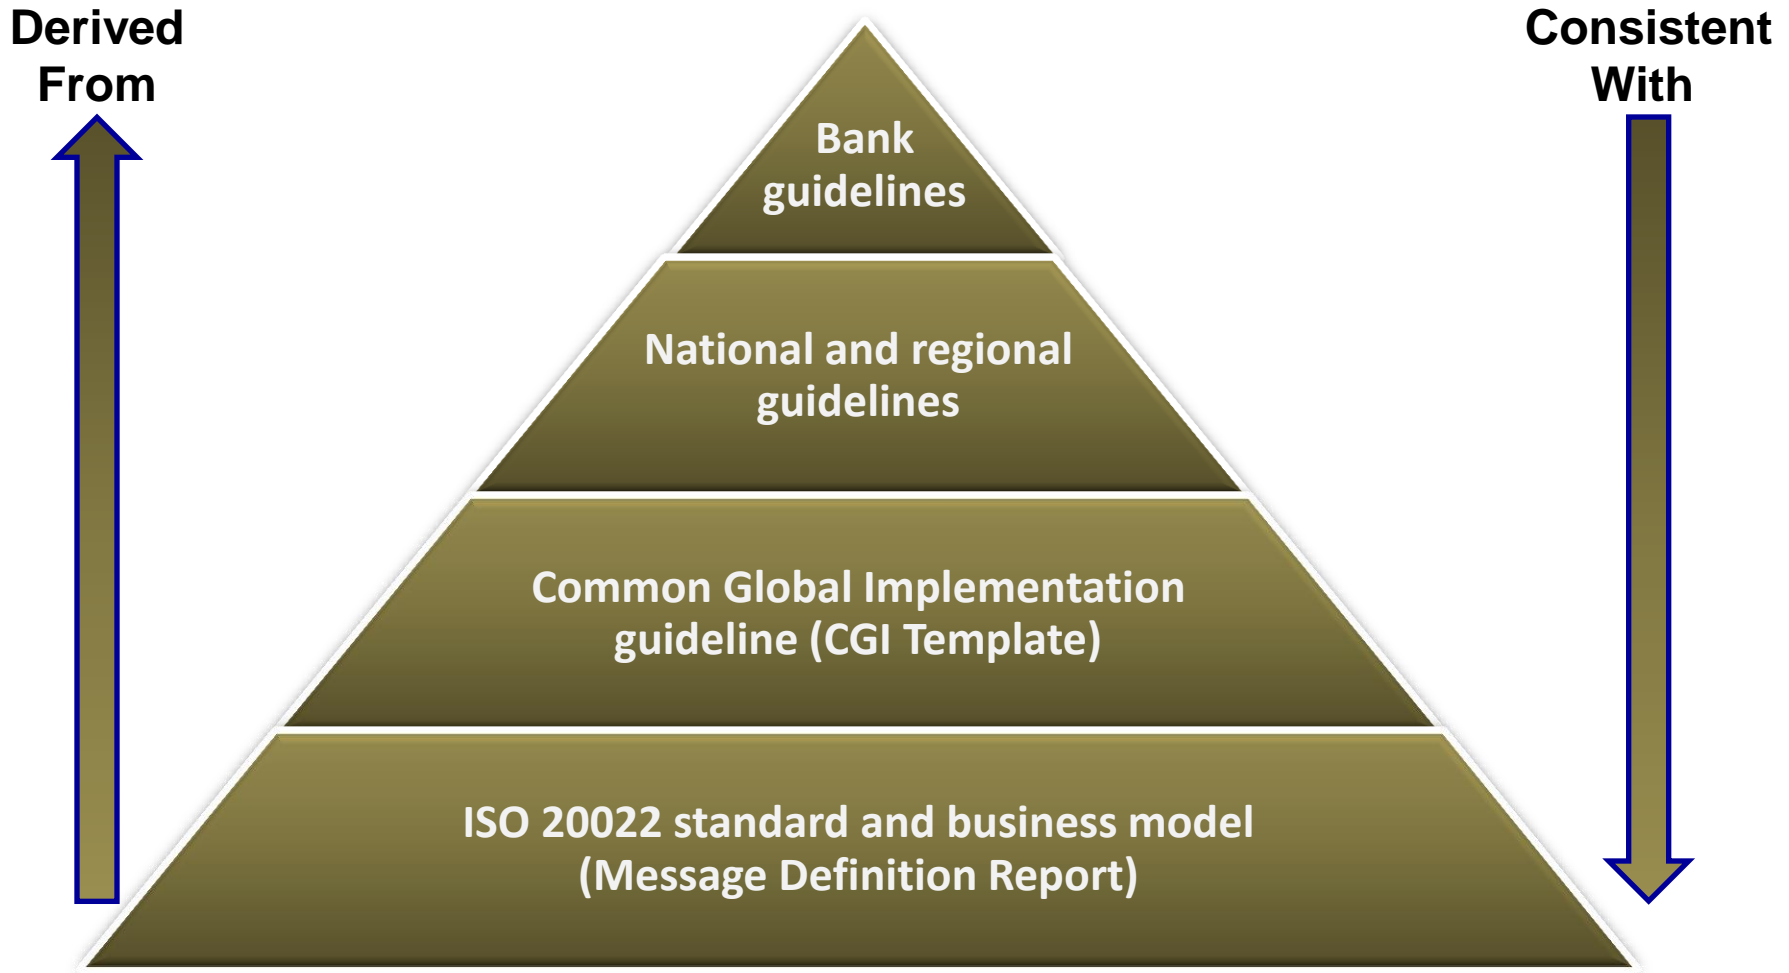 Derived
From
Consistent
With
Bank
guidelines
National and regional
guidelines
Common Global Implementation
guideline (CGI Template)
ISO 20022 standard and business model
(Message Definition Report)